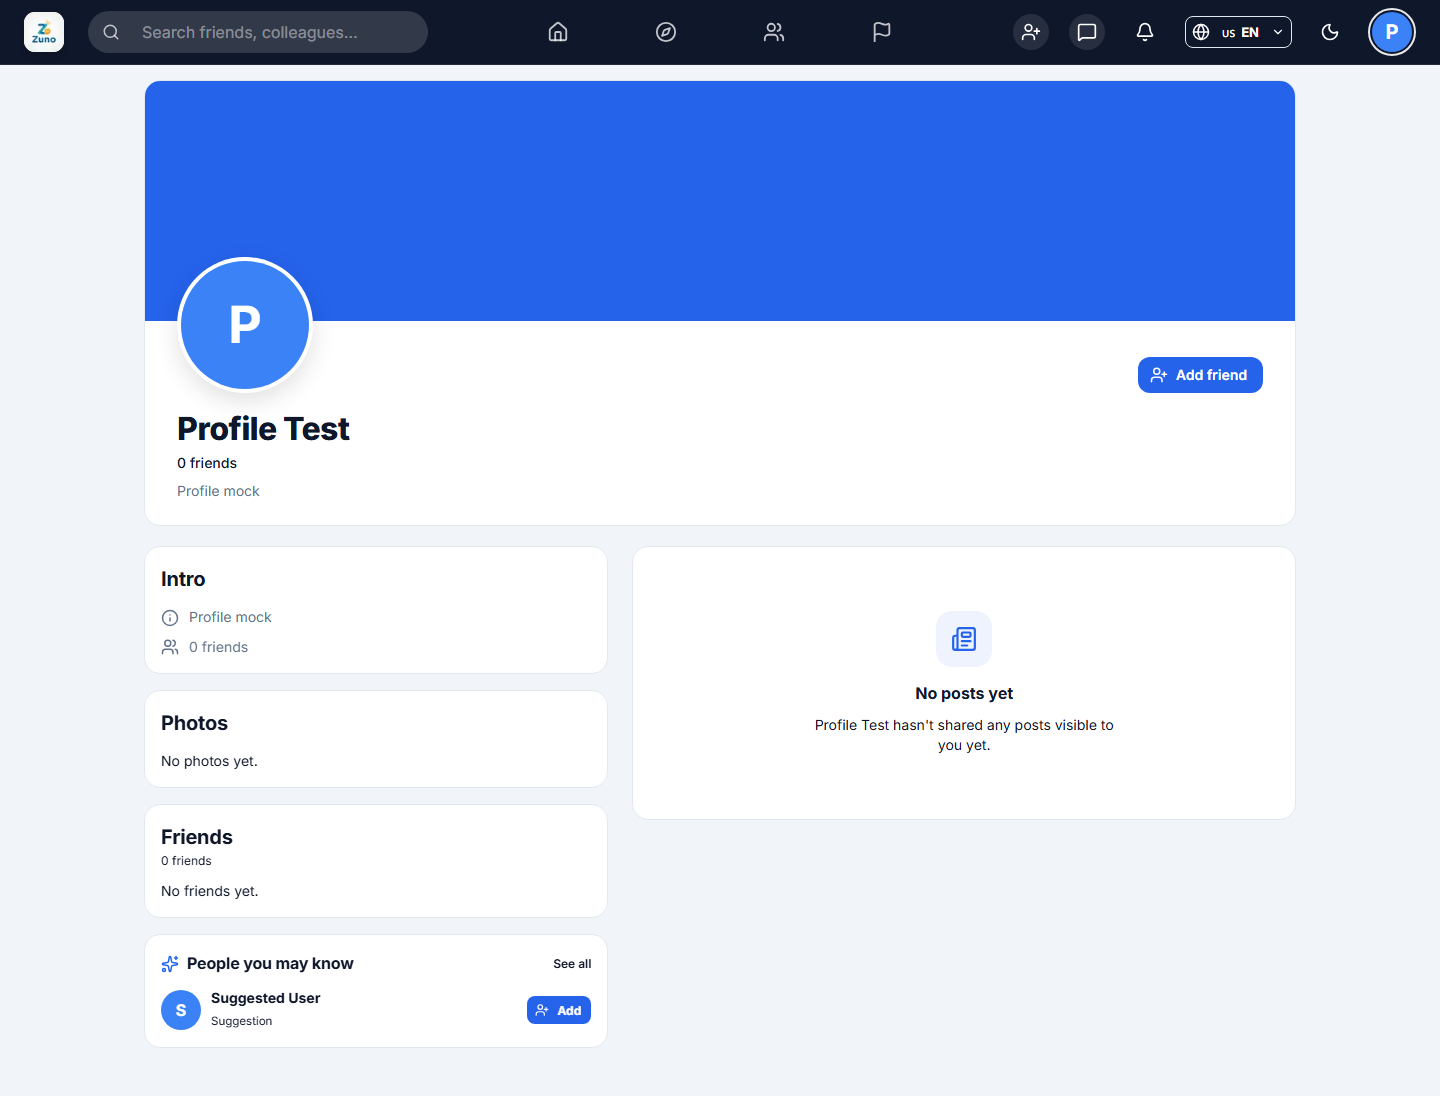 Zuno
Search friends, colleagues...
us EN
P
P
Add friend
Profile Test
0 friends
Profile mock
Intro
Profile mock
0 friends
Photos
No photos yet.
Friends
0 friends
No friends yet.
People you may know
See all
S
Suggested User
Suggestion
Add
No posts yet
Profile Test hasn't shared any posts visible to
you yet.